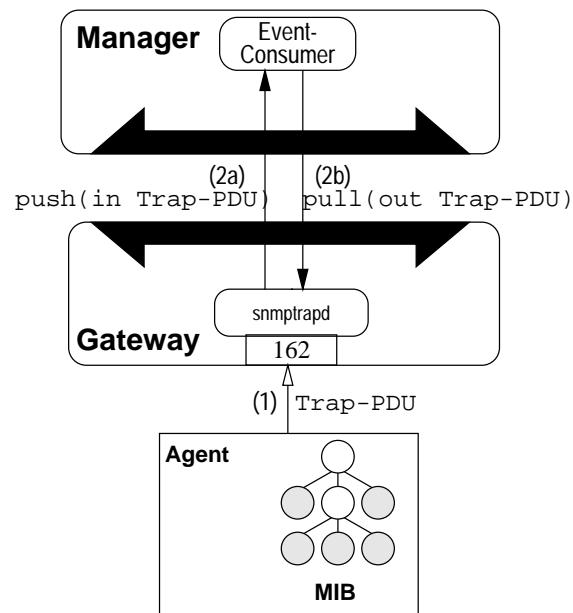 Manager
Event-
Consumer
(2a)
(2b)
push(in Trap-PDU)
pull(out Trap-PDU)
snmptrapd
Gateway
162
(1)
Trap-PDU
Agent
MIB